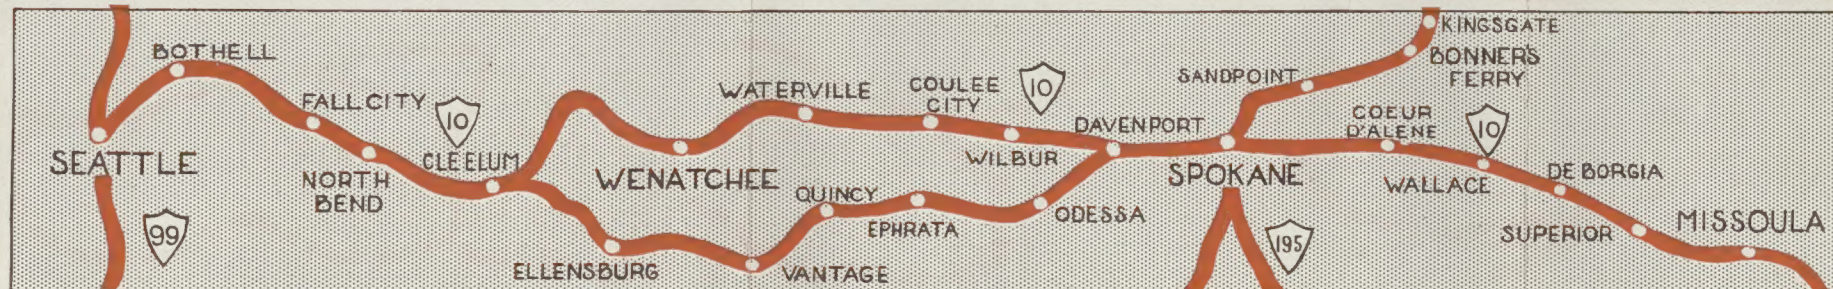 KINGSGATE
BONNER'S
FERRY
SANDPOINT
BOTHELL
FALL CITY
10
WATERVILLE
COULEE
CITY
10
DAVENPORT
COEUR
D'ALENE
10
SEATTLE
CLE ELUM
NORTH
BEND
WENATCHEE
WILBUR
SPOKANE
WALLACE
DE BORGIA
QUINCY
EPHRATA
ODESSA
SUPERIOR
MISSOULA
99
195
ELLENSBURG
VANTAGE